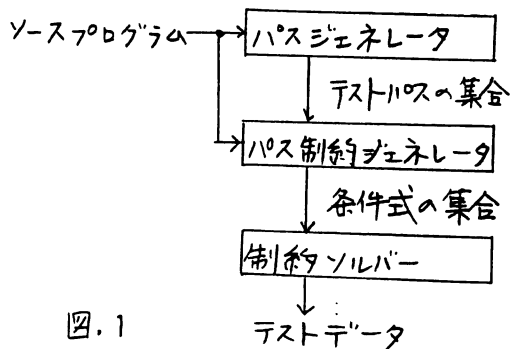 ソースプログラム
パスジェネレータ
テストパスの集合
パス制約ジェネレータ
条件式の集合
制約ソルバー
図.1
テストデータ